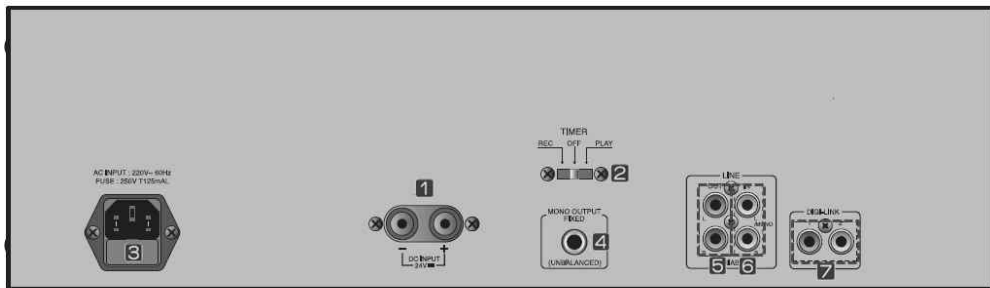 TIMER
REC OFF PLAY
2
AC INPUT : 220V~ 60Hz
FUSE : 250V T125mAL
3
1
− +
DC INPUT
24V
MONO OUTPUT
FIXED
4
(UNBALANCED)
LINE
L
MONO
5 6
DIGI-LINK
7